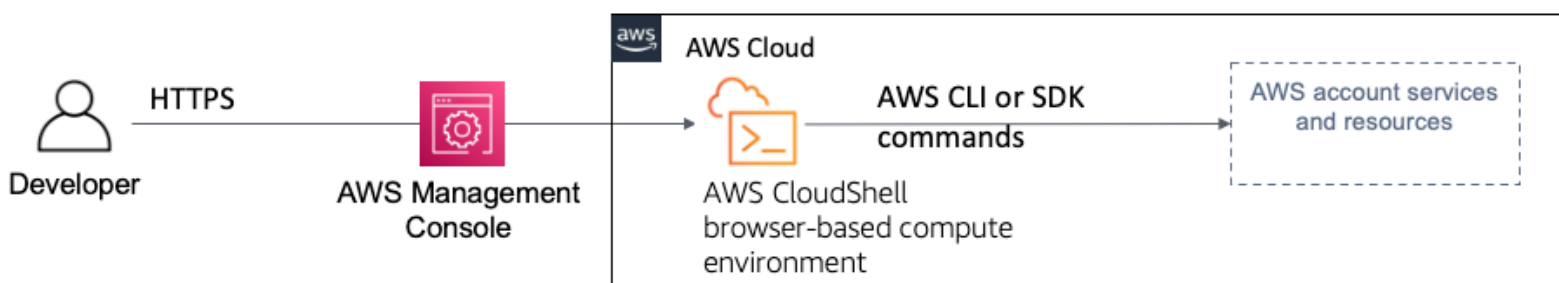 aws
AWS Cloud
HTTPS
AWS CLI or SDK
commands
AWS account services
and resources
Developer
AWS Management
Console
AWS CloudShell
browser-based compute
environment